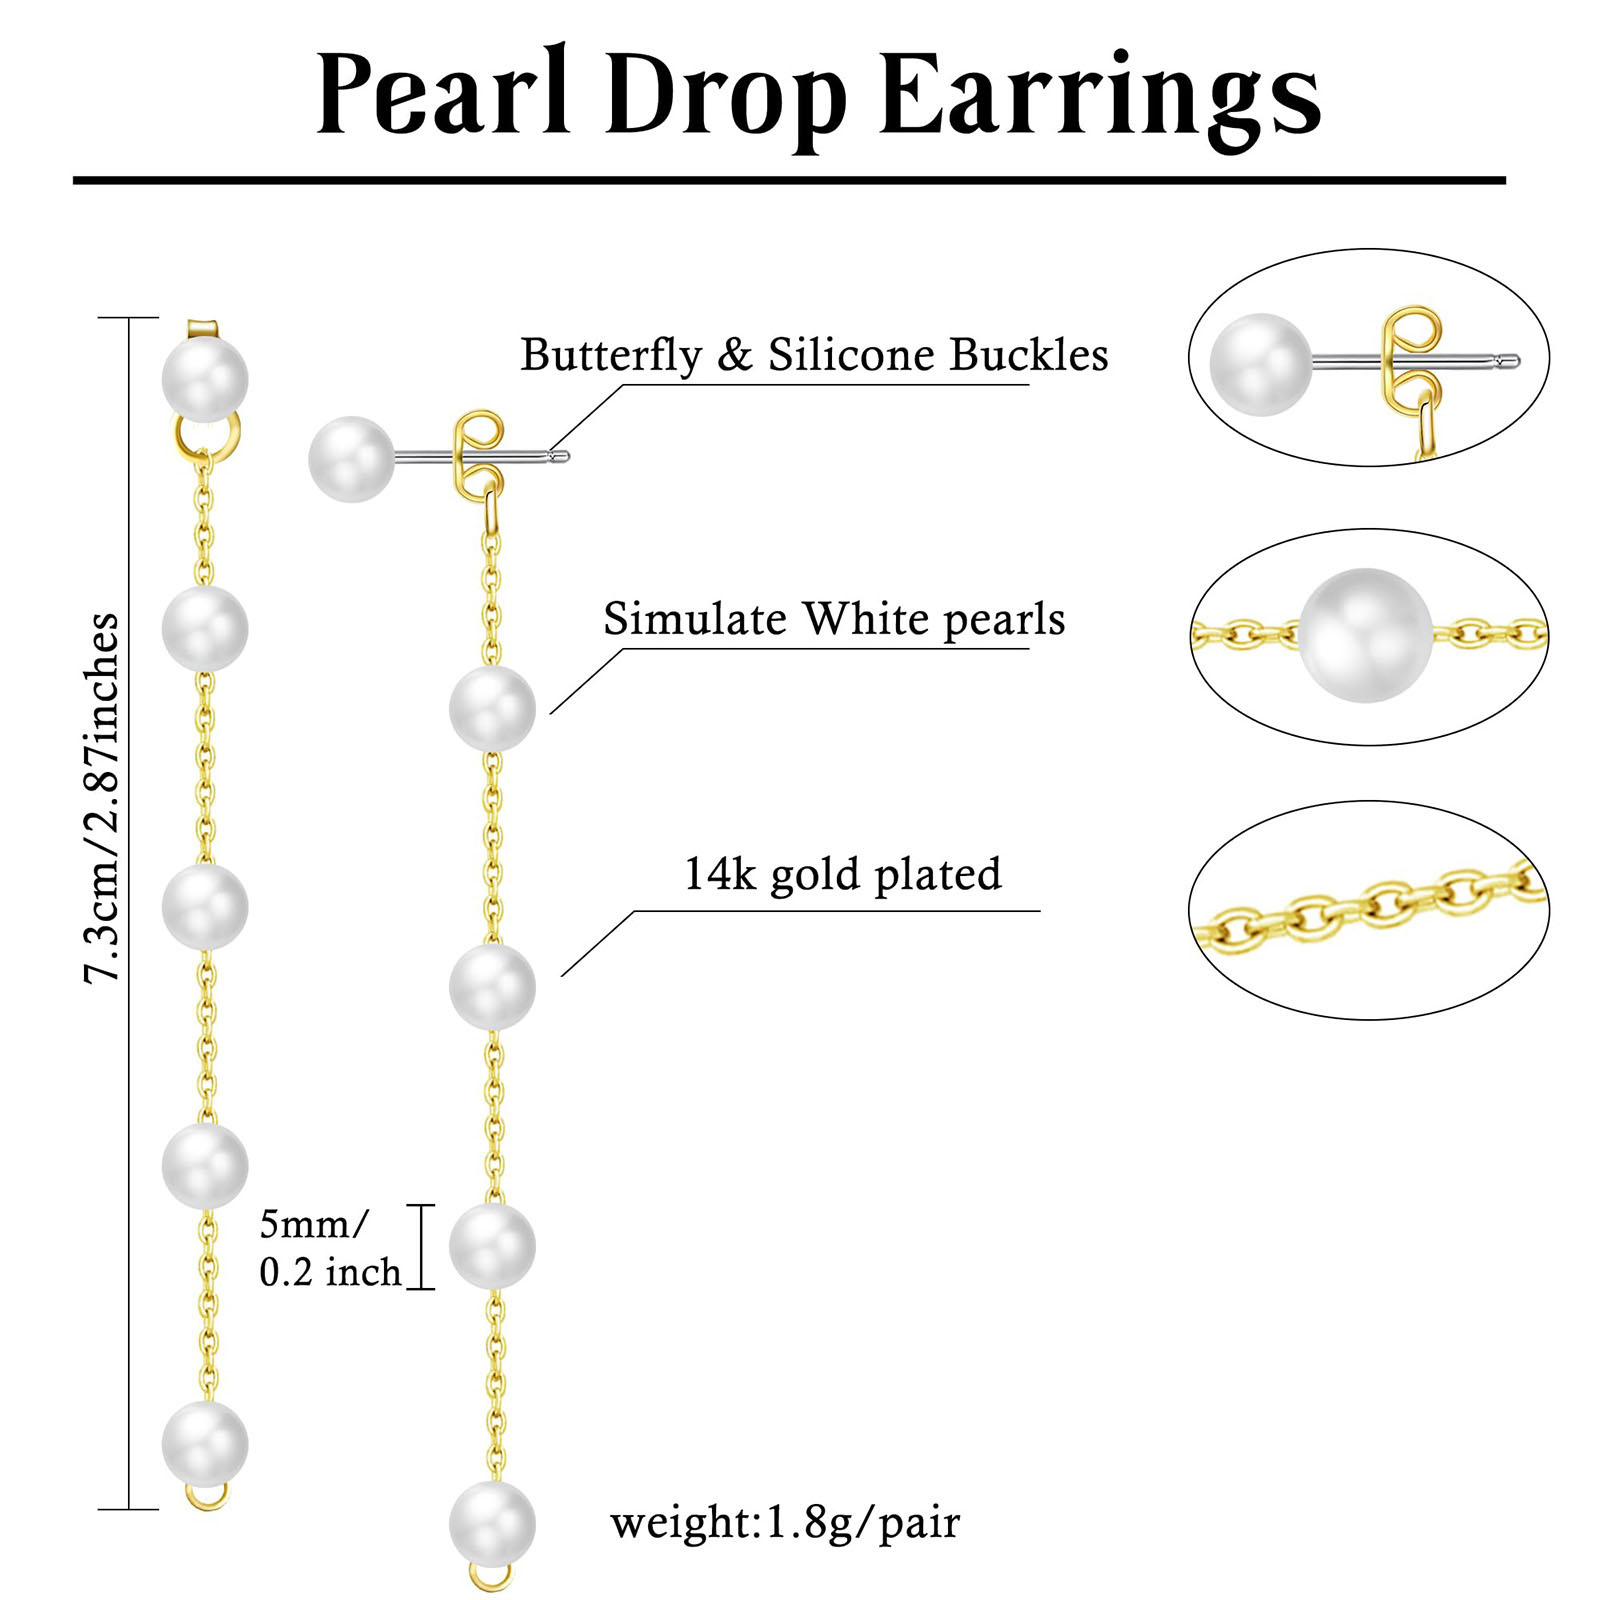 Pearl Drop Earrings
Butterfly & Silicone Buckles
Simulate White pearls
7.3cm/2.87inches
14k gold plated
5mm/
0.2 inch
weight:1.8g/pair